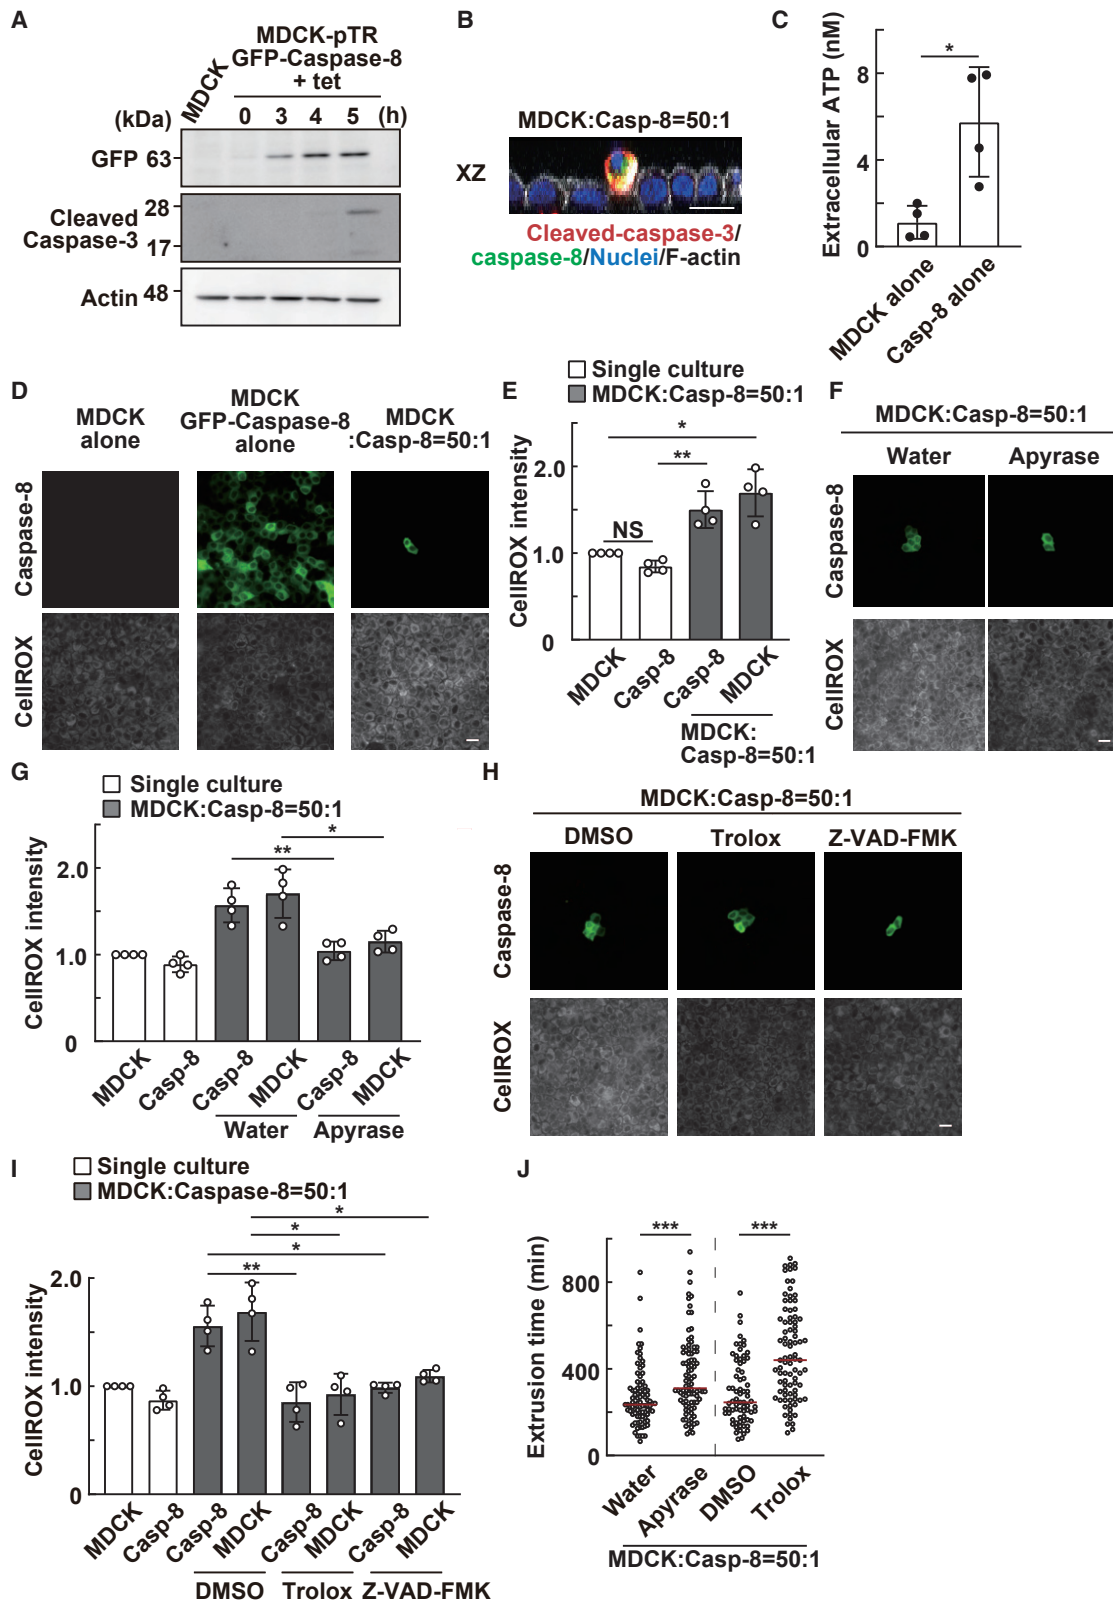 A
MDCK
MDCK-pTR
GFP-Caspase-8
+ tet
(kDa)
0 3 4 5 (h)
GFP 63
Cleaved
Caspase-3
28
17
Actin 48
B
MDCK:Casp-8=50:1
XZ
Cleaved-caspase-3/
caspase-8/Nuclei/F-actin
C
Extracellular ATP (nM)
8
4
0
*
MDCK alone
Casp-8 alone
D
MDCK
alone
MDCK
GFP-Caspase-8
alone
MDCK
:Casp-8=50:1
Caspase-8
CellROX
E
Single culture
MDCK:Casp-8=50:1
CellROX intensity
2.0
1.0
0
*
**
NS
MDCK
Casp-8
Casp-8
MDCK
MDCK:
Casp-8=50:1
F
MDCK:Casp-8=50:1
Water
Apyrase
Caspase-8
CellROX
G
Single culture
MDCK:Casp-8=50:1
CellROX intensity
2.0
1.0
0
*
**
MDCK
Casp-8
Casp-8
MDCK
Casp-8
MDCK
Water
Apyrase
H
MDCK:Casp-8=50:1
DMSO
Trolox
Z-VAD-FMK
Caspase-8
CellROX
I
Single culture
MDCK:Caspase-8=50:1
CellROX intensity
2.0
1.0
0
*
*
*
**
MDCK
Casp-8
Casp-8
MDCK
Casp-8
MDCK
Casp-8
MDCK
DMSO
Trolox
Z-VAD-FMK
J
Extrusion time (min)
800
400
0
***
***
Water
Apyrase
DMSO
Trolox
MDCK:Casp-8=50:1